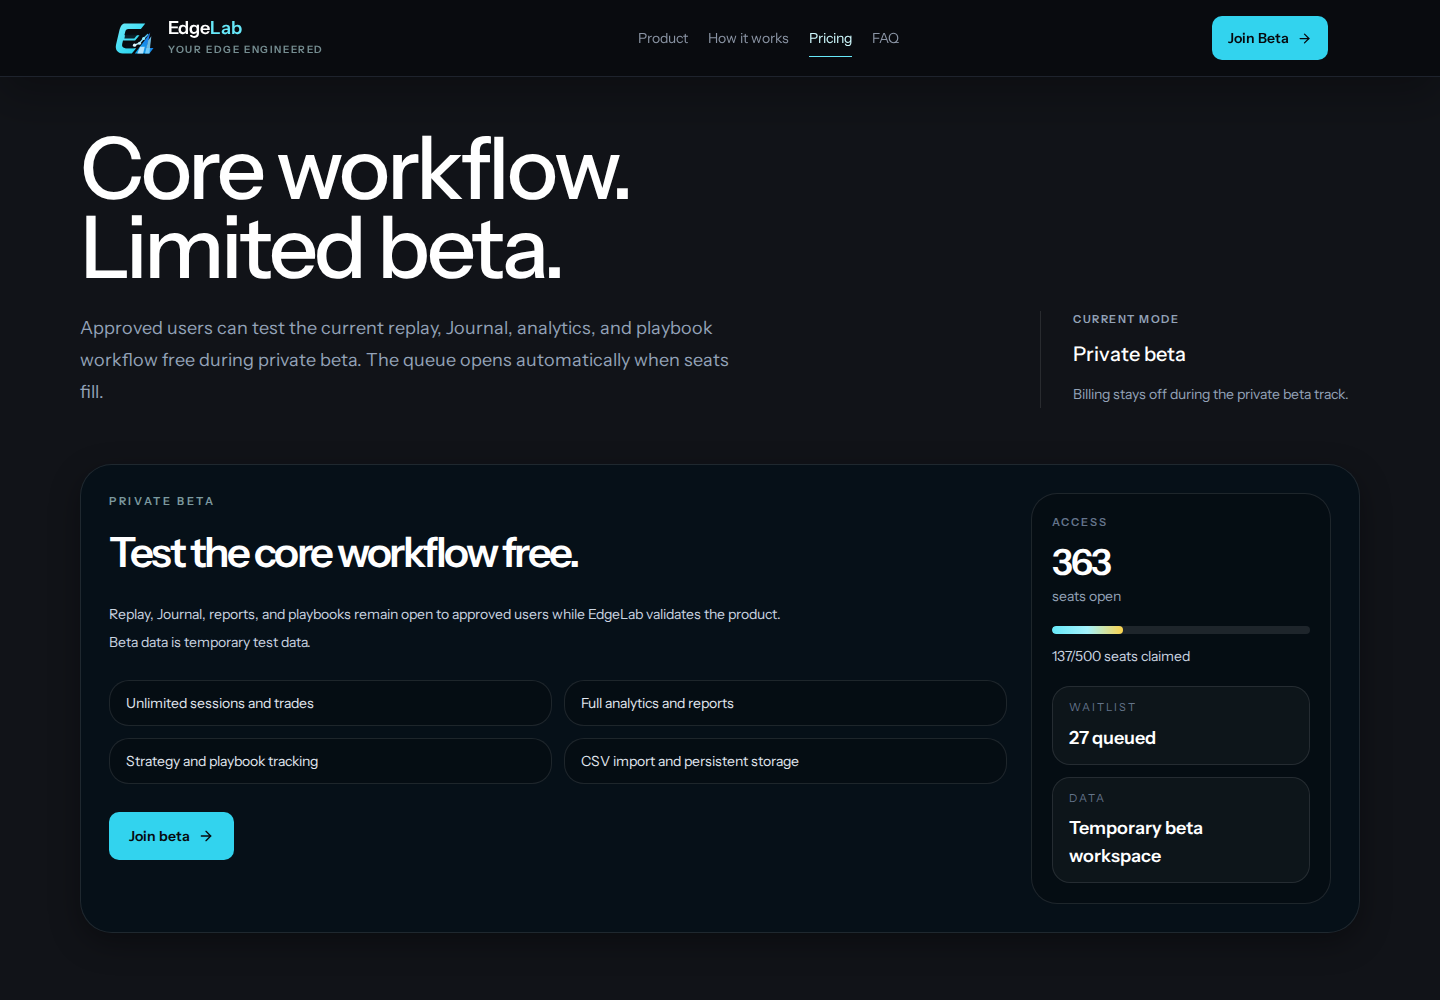 EdgeLab
YOUR EDGE ENGINEERED
Product
How it works
Pricing
FAQ
Join Beta
Core workflow.
Limited beta.
Approved users can test the current replay, Journal, analytics, and playbook
workflow free during private beta. The queue opens automatically when seats
fill.
CURRENT MODE
Private beta
Billing stays off during the private beta track.
PRIVATE BETA
Test the core workflow free.
Replay, Journal, reports, and playbooks remain open to approved users while EdgeLab validates the product.
Beta data is temporary test data.
Unlimited sessions and trades
Full analytics and reports
Strategy and playbook tracking
CSV import and persistent storage
Join beta
ACCESS
363
seats open
137/500 seats claimed
WAITLIST
27 queued
DATA
Temporary beta
workspace